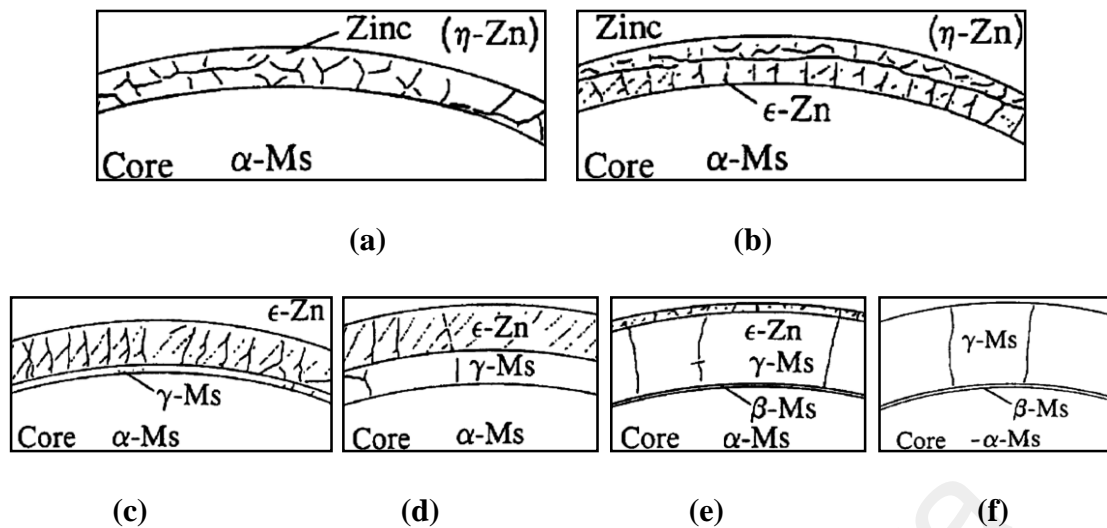 Zinc (η-Zn)
Core α-Ms
(a)
Zinc (η-Zn)
ϵ-Zn
Core α-Ms
(b)
ϵ-Zn
γ-Ms
Core α-Ms
(c)
ϵ-Zn
γ-Ms
Core α-Ms
(d)
ϵ-Zn
γ-Ms
β-Ms
Core α-Ms
(e)
γ-Ms
β-Ms
Core -α-Ms
(f)